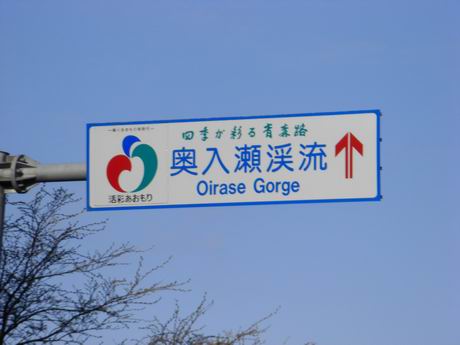 四季が彩る青森路
奥入瀬渓流
Oirase Gorge
活彩あおもり